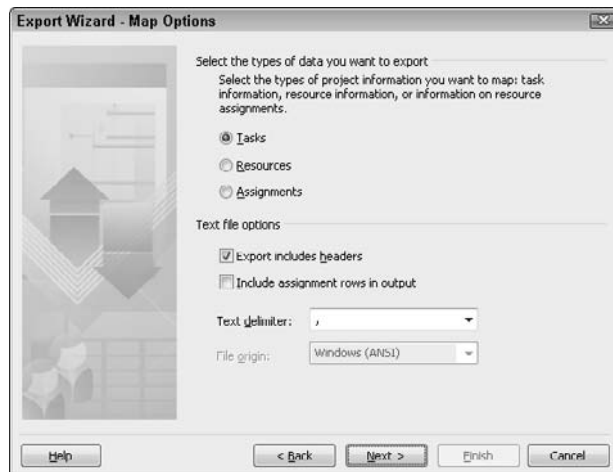 Export Wizard - Map Options
Select the types of data you want to export
Select the types of project information you want to map: task
information, resource information, or information on resource
assignments.
Tasks
Resources
Assignments
Text file options
Export includes headers
Include assignment rows in output
Text delimiter: ,
File origin: Windows (ANSI)
Help
< Back
Next >
Finish
Cancel